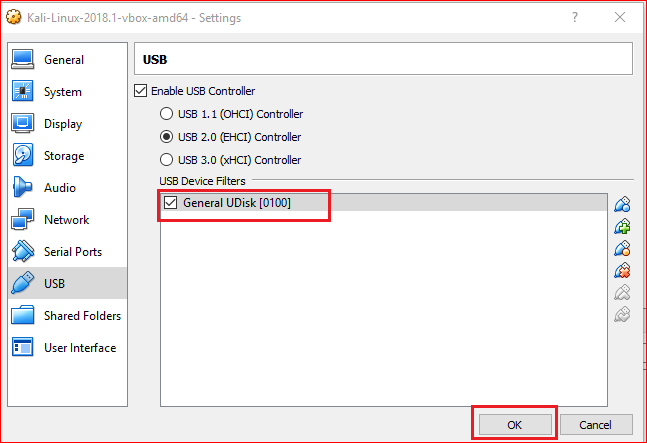 Kali-Linux-2018.1-vbox-amd64 - Settings
?
General
System
Display
Storage
Audio
Network
Serial Ports
USB
Shared Folders
User Interface
USB
Enable USB Controller
USB 1.1 (OHCI) Controller
USB 2.0 (EHCI) Controller
USB 3.0 (xHCI) Controller
USB Device Filters
General UDisk [0100]
OK
Cancel